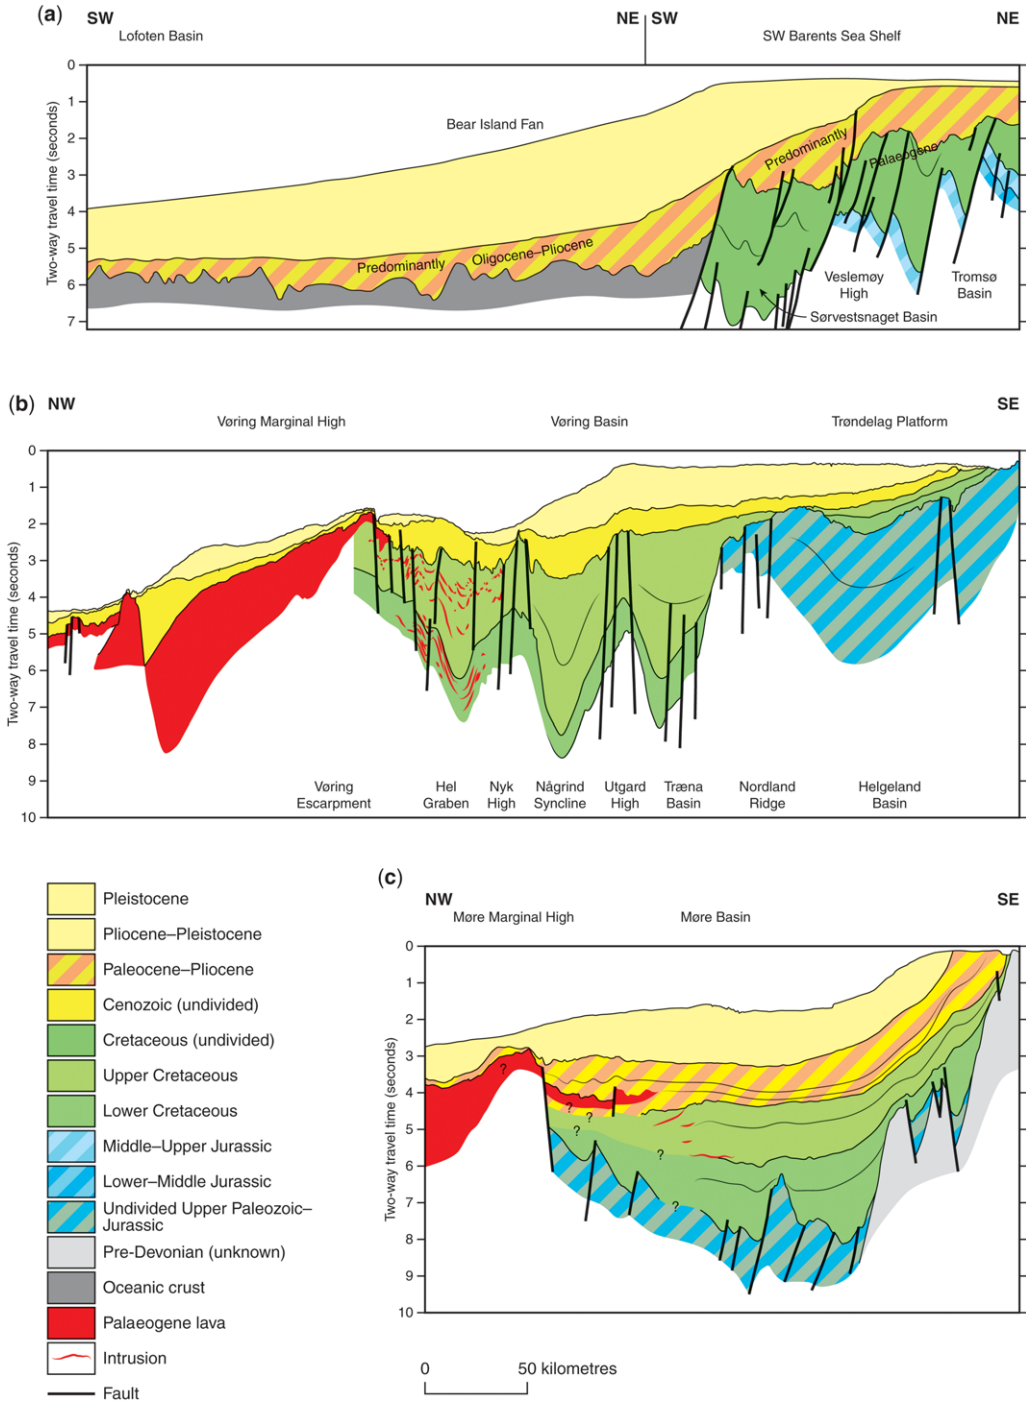 (a)
SW
NE
SW
NE
Lofoten Basin
SW Barents Sea Shelf
Two-way travel time (seconds)
0
1
2
3
4
5
6
7
Bear Island Fan
Predominantly
Palaeogene
Predominantly
Oligocene–Pliocene
Veslemøy
High
Tromsø
Basin
Sørvestsnaget Basin
(b)
NW
SE
Vøring Marginal High
Vøring Basin
Trøndelag Platform
Two-way travel time (seconds)
0
1
2
3
4
5
6
7
8
9
10
Vøring
Escarpment
Hel
Graben
Nyk
High
Någrind
Syncline
Utgard
High
Træna
Basin
Nordland
Ridge
Helgeland
Basin
Pleistocene
Pliocene–Pleistocene
Paleocene–Pliocene
Cenozoic (undivided)
Cretaceous (undivided)
Upper Cretaceous
Lower Cretaceous
Middle–Upper Jurassic
Lower–Middle Jurassic
Undivided Upper Paleozoic–
Jurassic
Pre-Devonian (unknown)
Oceanic crust
Palaeogene lava
Intrusion
Fault
(c)
NW
SE
Møre Marginal High
Møre Basin
Two-way travel time (seconds)
0
1
2
3
4
5
6
7
8
9
10
?
?
?
?
?
?
0
50 kilometres